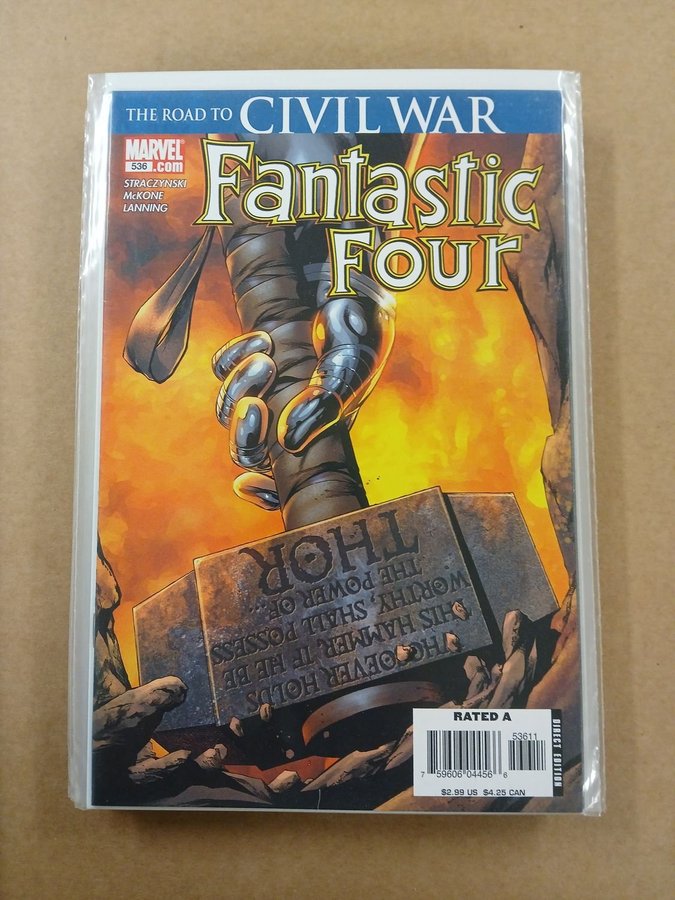 THE ROAD TO CIVIL WAR
MARVEL
536 .com
STRACZYNSKI
McKONE
LANNING
Fantastic
Four
HOLDS
THIS HAMMER, IF HE BE
WORTHY, SHALL POSSESS
THE POWER OF...
THOR
RATED A
53611
7 59606 04456 6
$2.99 US $4.25 CAN
DIRECT EDITION